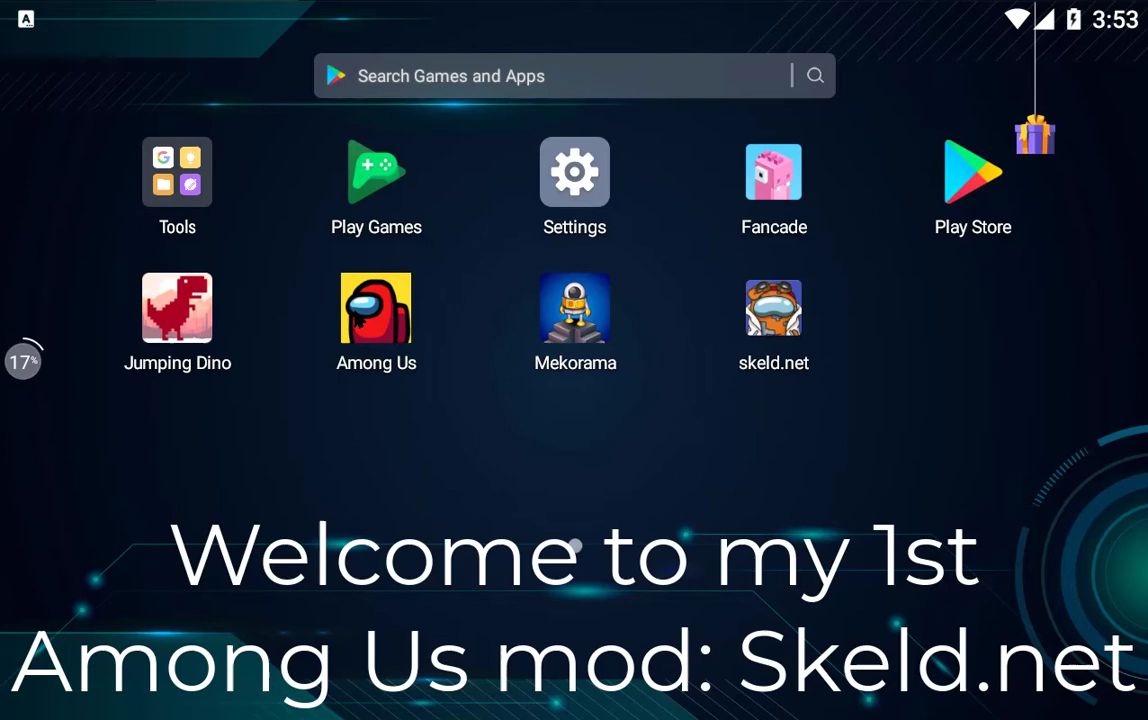 A
3:53
Search Games and Apps
Tools
Play Games
Settings
Fancade
Play Store
Jumping Dino
Among Us
Mekorama
skeld.net
17%
Welcome to my 1st
Among Us mod: Skeld.net